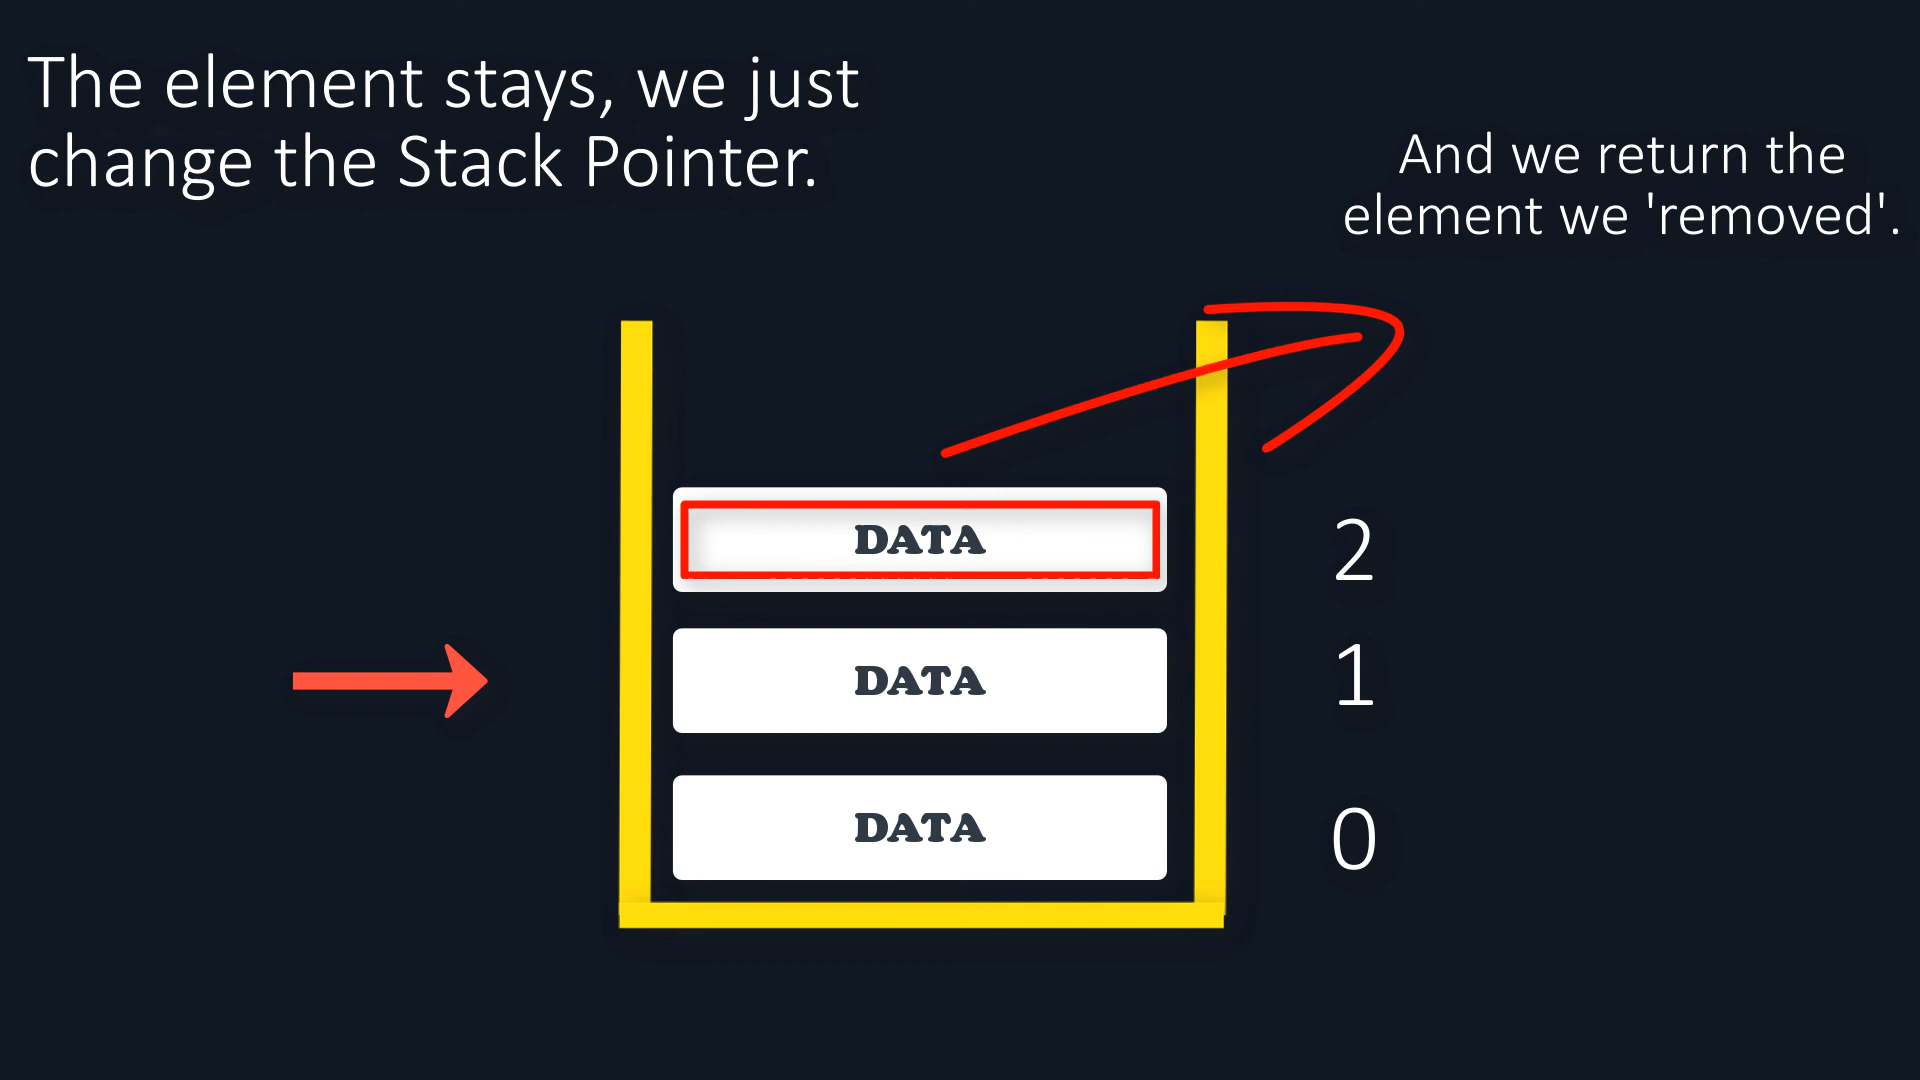 The element stays, we just
change the Stack Pointer.
And we return the
element we 'removed'.
DATA
2
DATA
1
DATA
0